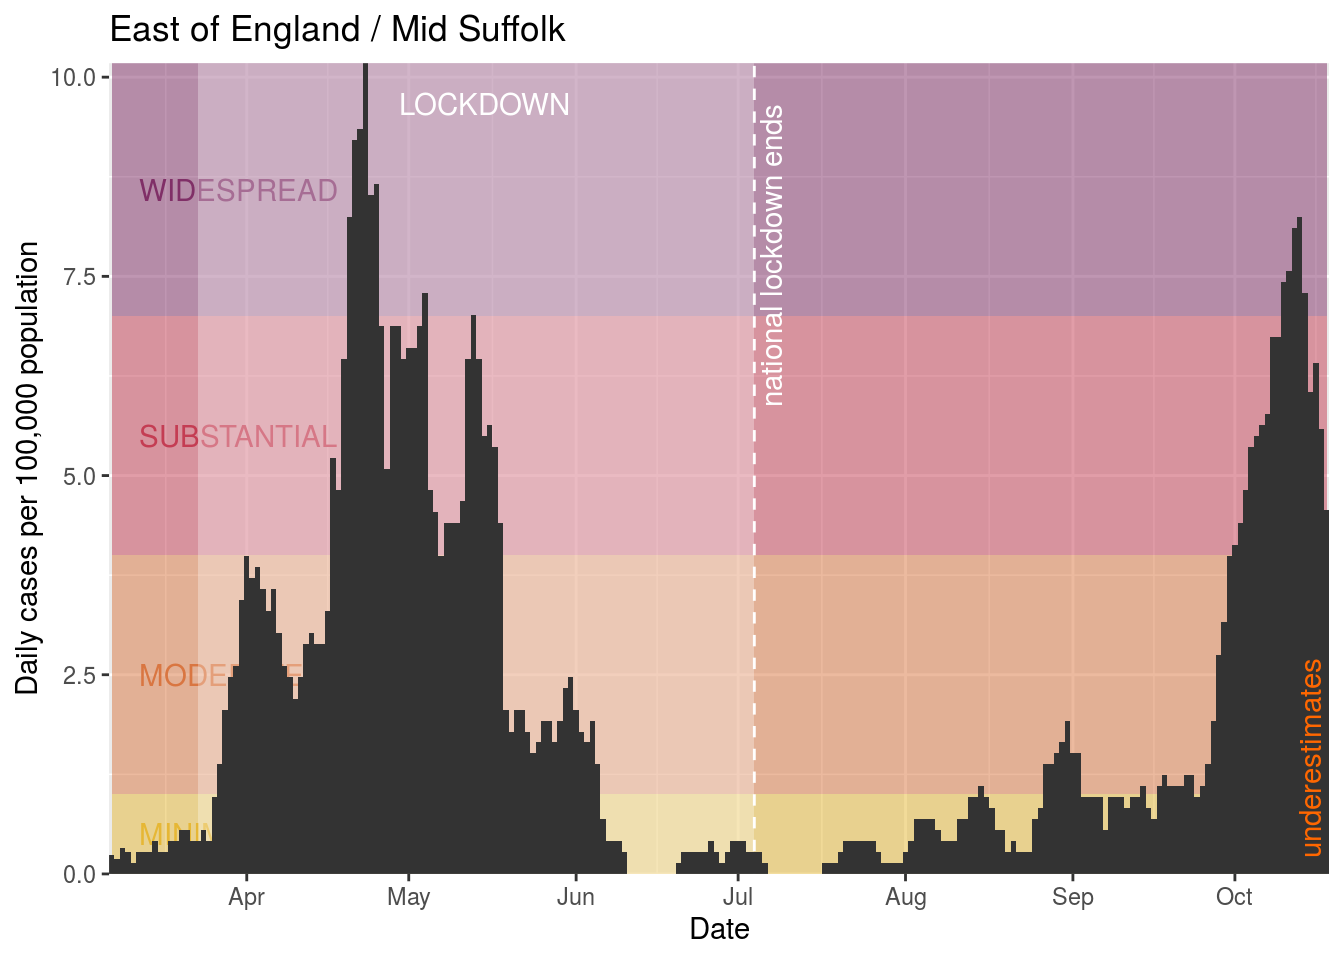 East of England / Mid Suffolk
Daily cases per 100,000 population
10.0
7.5
5.0
2.5
0.0
LOCKDOWN
WIDESPREAD
SUBSTANTIAL
national lockdown ends
underestimates
Apr May Jun Jul Aug Sep Oct
Date